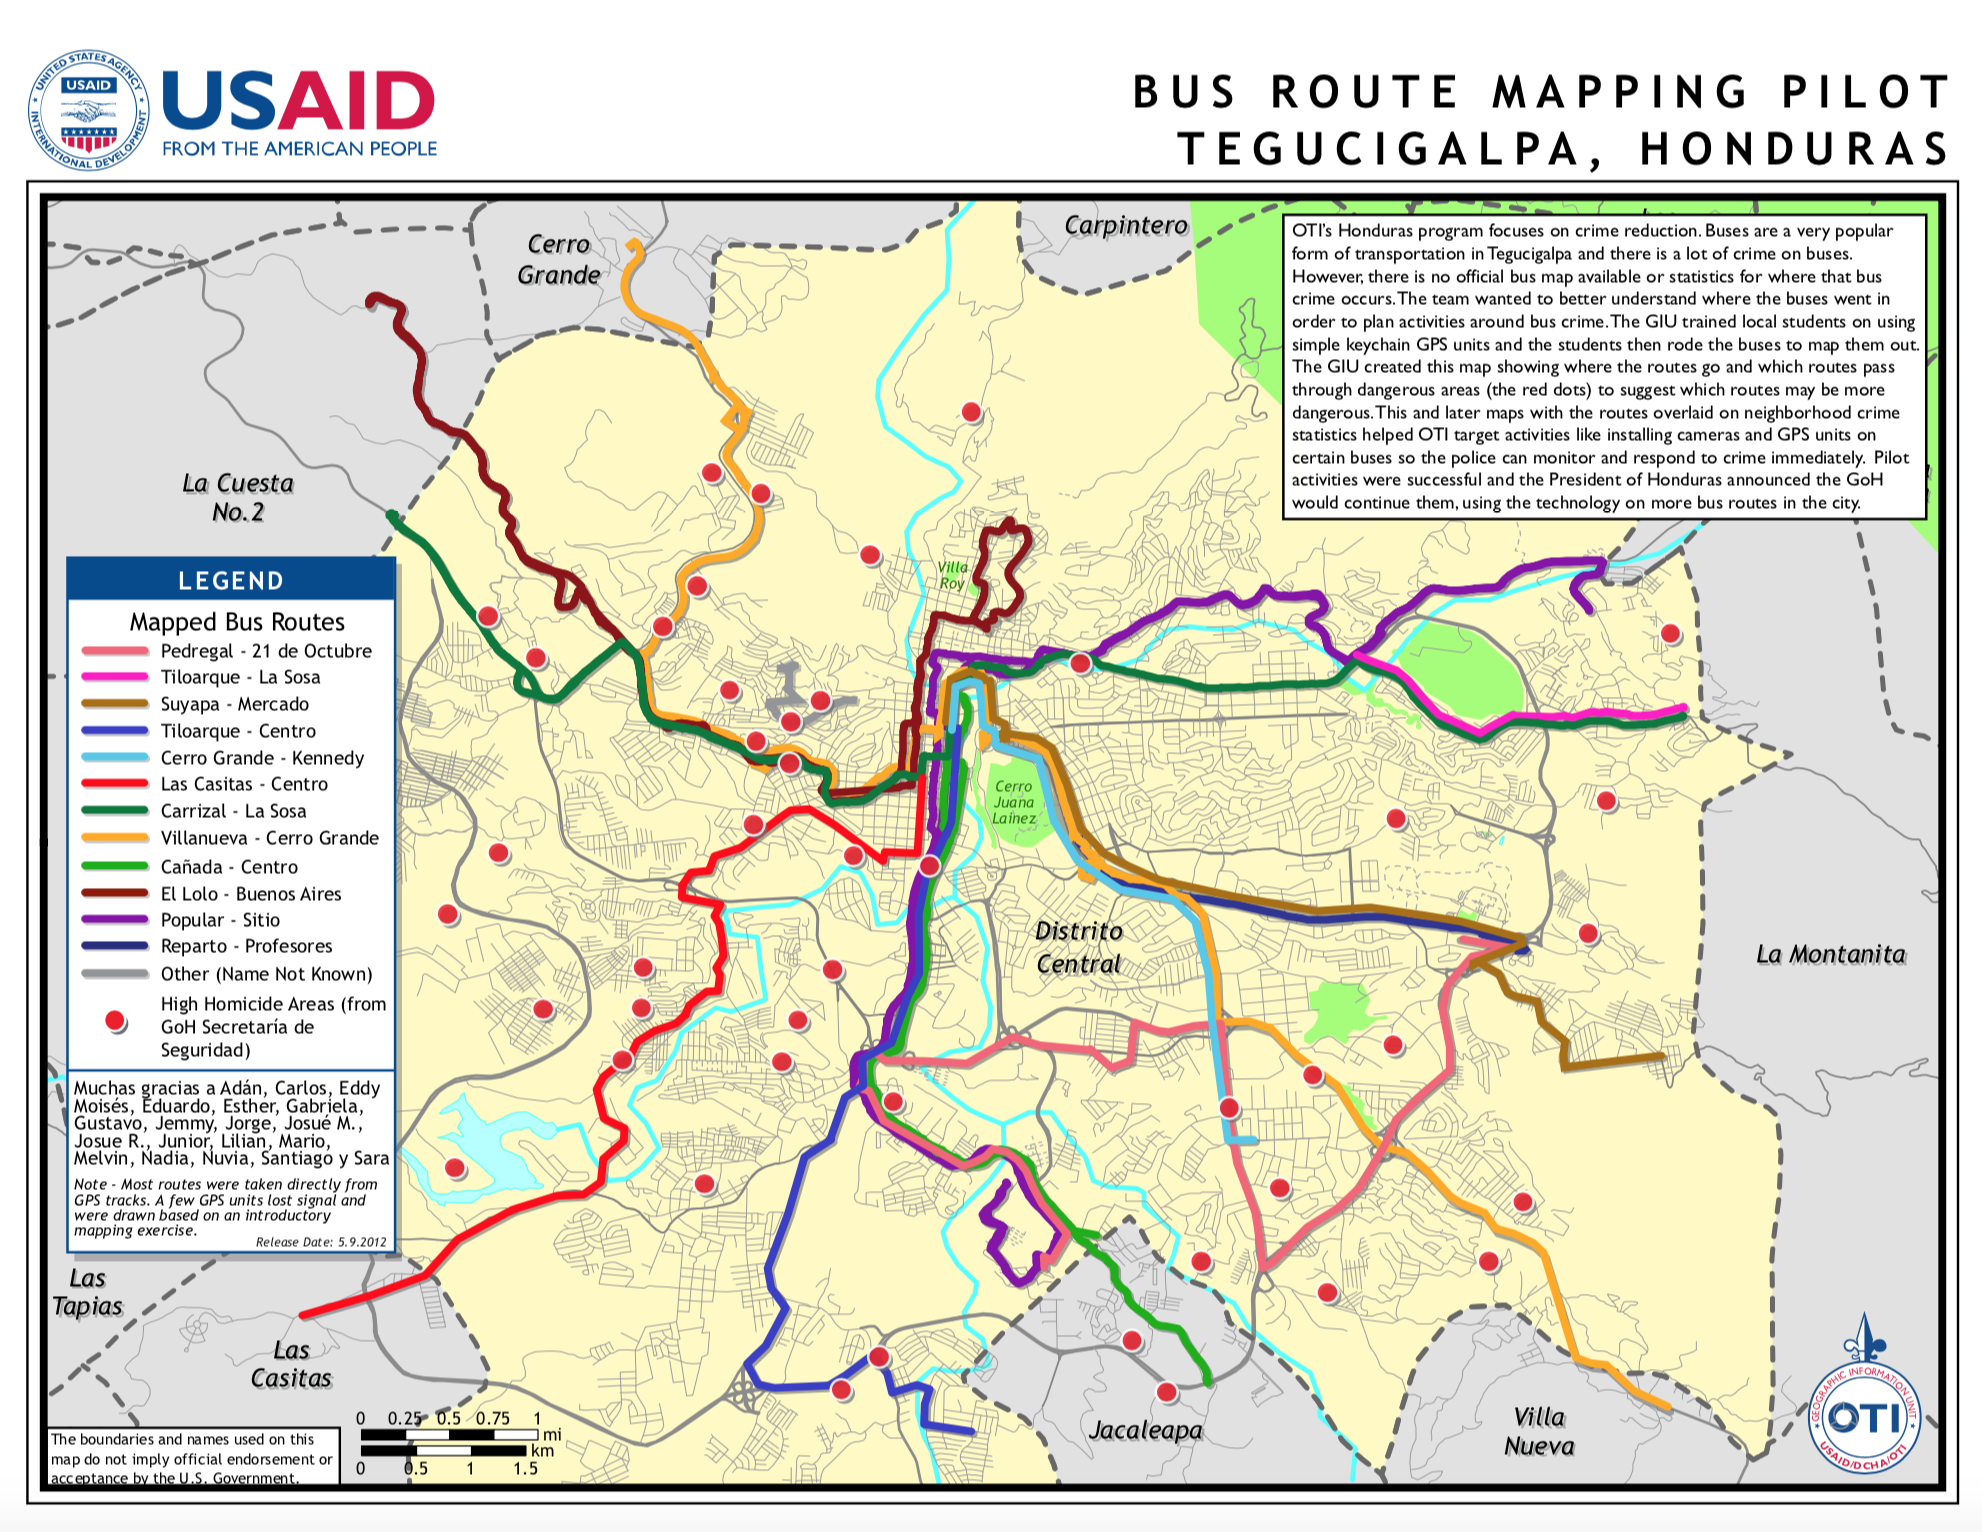 UNITED STATES AGENCY
INTERNATIONAL DEVELOPMENT
USAID
USAID
FROM THE AMERICAN PEOPLE
BUS ROUTE MAPPING PILOT
TEGUCIGALPA, HONDURAS
OTI's Honduras program focuses on crime reduction. Buses are a very popular
form of transportation in Tegucigalpa and there is a lot of crime on buses.
However, there is no official bus map available or statistics for where that bus
crime occurs. The team wanted to better understand where the buses went in
order to plan activities around bus crime. The GIU trained local students on using
simple keychain GPS units and the students then rode the buses to map them out.
The GIU created this map showing where the routes go and which routes pass
through dangerous areas (the red dots) to suggest which routes may be more
dangerous. This and later maps with the routes overlaid on neighborhood crime
statistics helped OTI target activities like installing cameras and GPS units on
certain buses so the police can monitor and respond to crime immediately. Pilot
activities were successful and the President of Honduras announced the GoH
would continue them, using the technology on more bus routes in the city.
Carpintero
Cerro
Grande
La Cuesta
No.2
Villa
Roy
Cerro
Juana
Lainez
Distrito
Central
La Montanita
LEGEND
Mapped Bus Routes
Pedregal - 21 de Octubre
Tiloarque - La Sosa
Suyapa - Mercado
Tiloarque - Centro
Cerro Grande - Kennedy
Las Casitas - Centro
Carrizal - La Sosa
Villanueva - Cerro Grande
Cañada - Centro
El Lolo - Buenos Aires
Popular - Sitio
Reparto - Profesores
Other (Name Not Known)
High Homicide Areas (from
GoH Secretaría de
Seguridad)
Muchas gracias a Adán, Carlos, Eddy
Moisés, Eduardo, Esther, Gabriela,
Gustavo, Jemmy, Jorge, Josué M.,
Josue R., Junior, Lilian, Mario,
Melvin, Nadia, Nuvia, Santiago y Sara
Note - Most routes were taken directly from
GPS tracks. A few GPS units lost signal and
were drawn based on an introductory
mapping exercise.
Release Date: 5.9.2012
Las
Tapias
Las
Casitas
Jacaleapa
Villa
Nueva
0 0.25 0.5 0.75 1
mi
km
0 0.5 1 1.5
The boundaries and names used on this
map do not imply official endorsement or
acceptance by the U.S. Government.
GEOGRAPHIC INFORMATION UNIT
OTI
USAID/DCHA/OTI